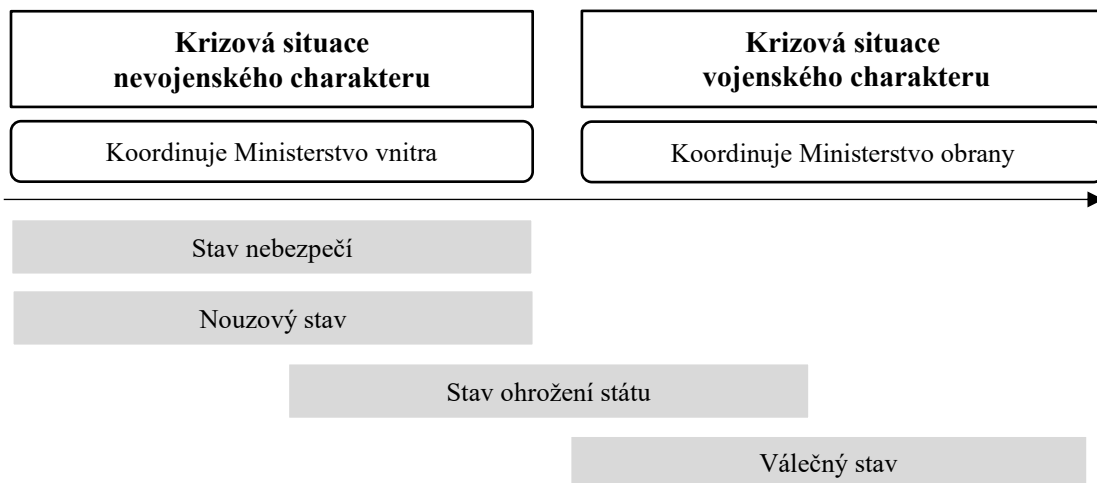 Krizová situace
nevojenského charakteru
Krizová situace
vojenského charakteru
Koordinuje Ministerstvo vnitra
Koordinuje Ministerstvo obrany
Stav nebezpečí
Nouzový stav
Stav ohrožení státu
Válečný stav